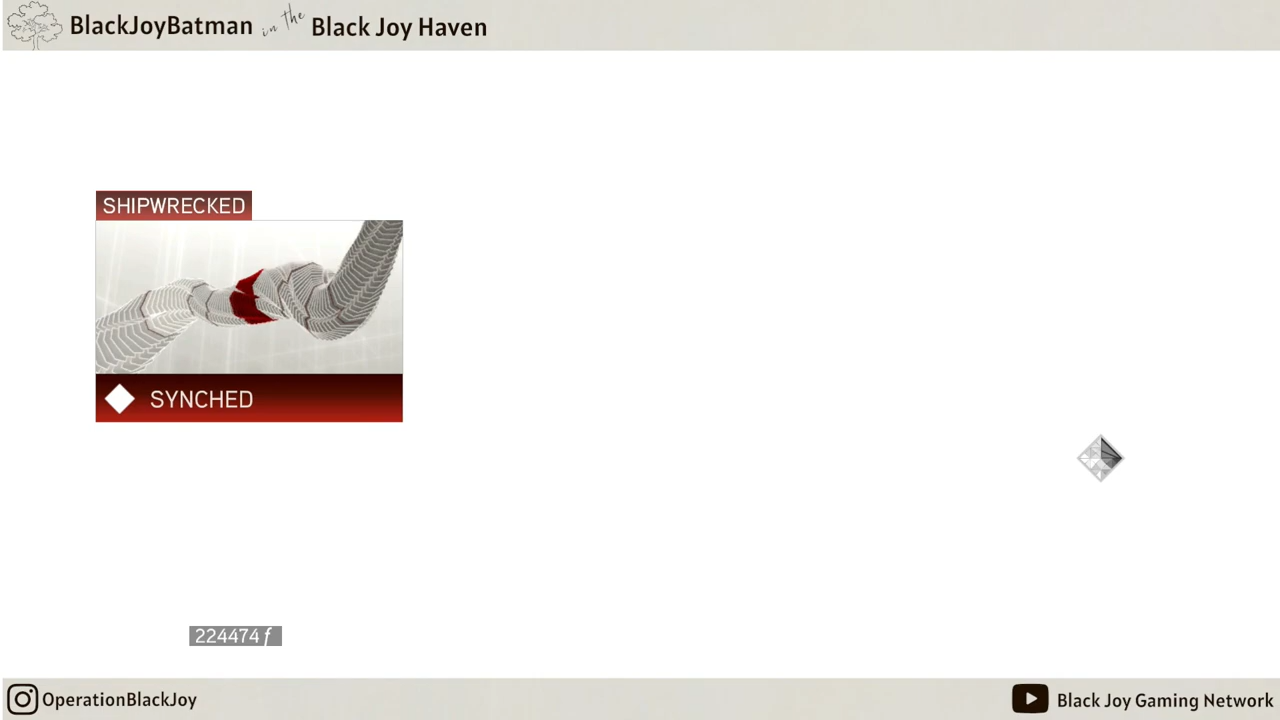 BlackJoyBatman in the Black Joy Haven
SHIPWRECKED
SYNCHED
224474 ƒ
OperationBlackJoy
Black Joy Gaming Network